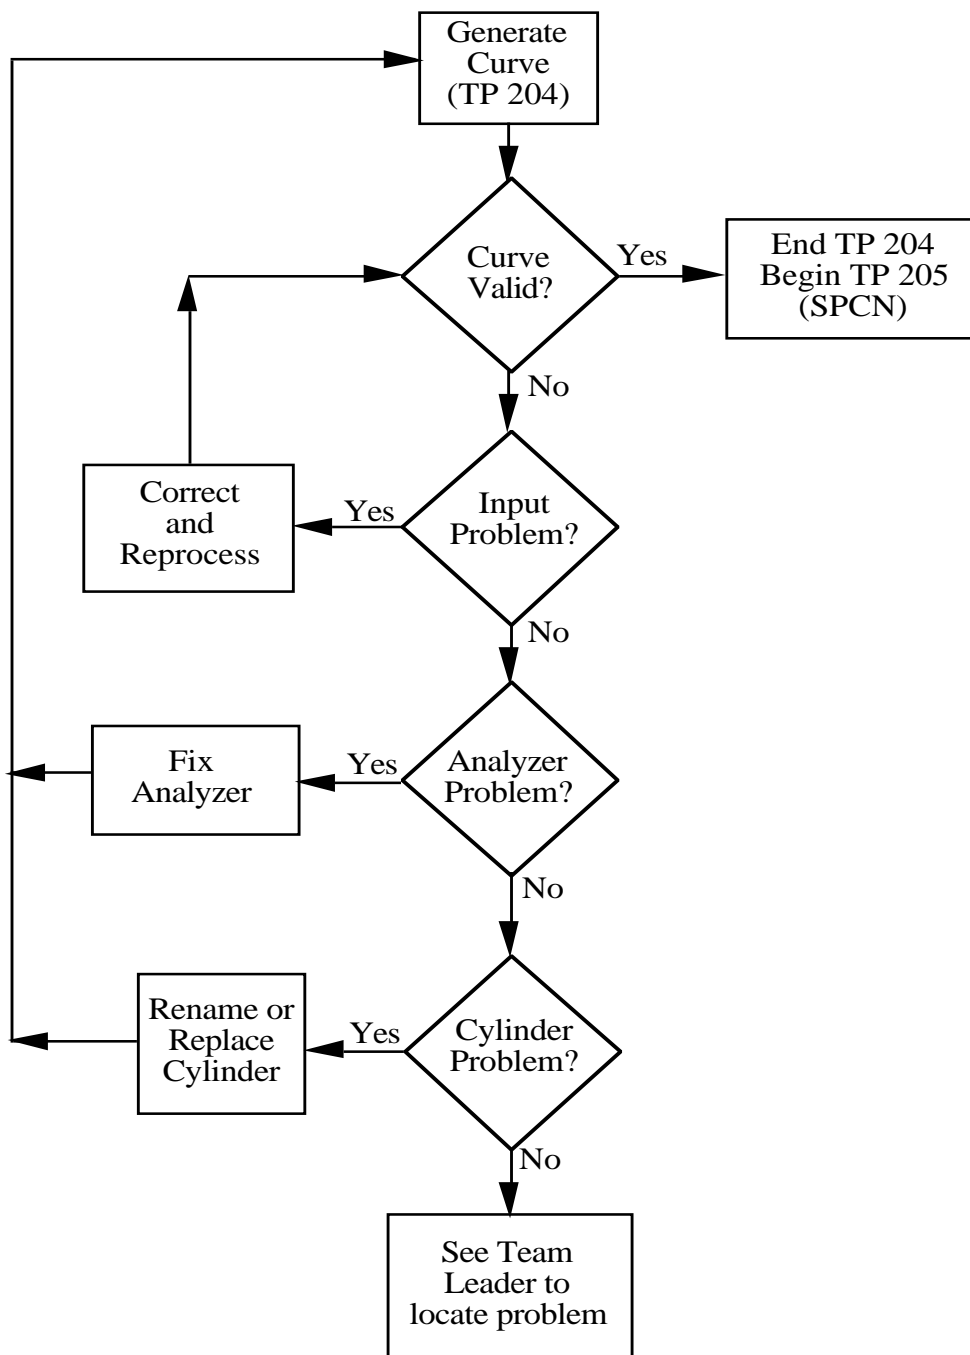 Generate
Curve
(TP 204)
Curve
Valid?
Yes
End TP 204
Begin TP 205
(SPCN)
No
Input
Problem?
Yes
Correct
and
Reprocess
No
Analyzer
Problem?
Yes
Fix
Analyzer
No
Cylinder
Problem?
Yes
Rename or
Replace
Cylinder
No
See Team
Leader to
locate problem